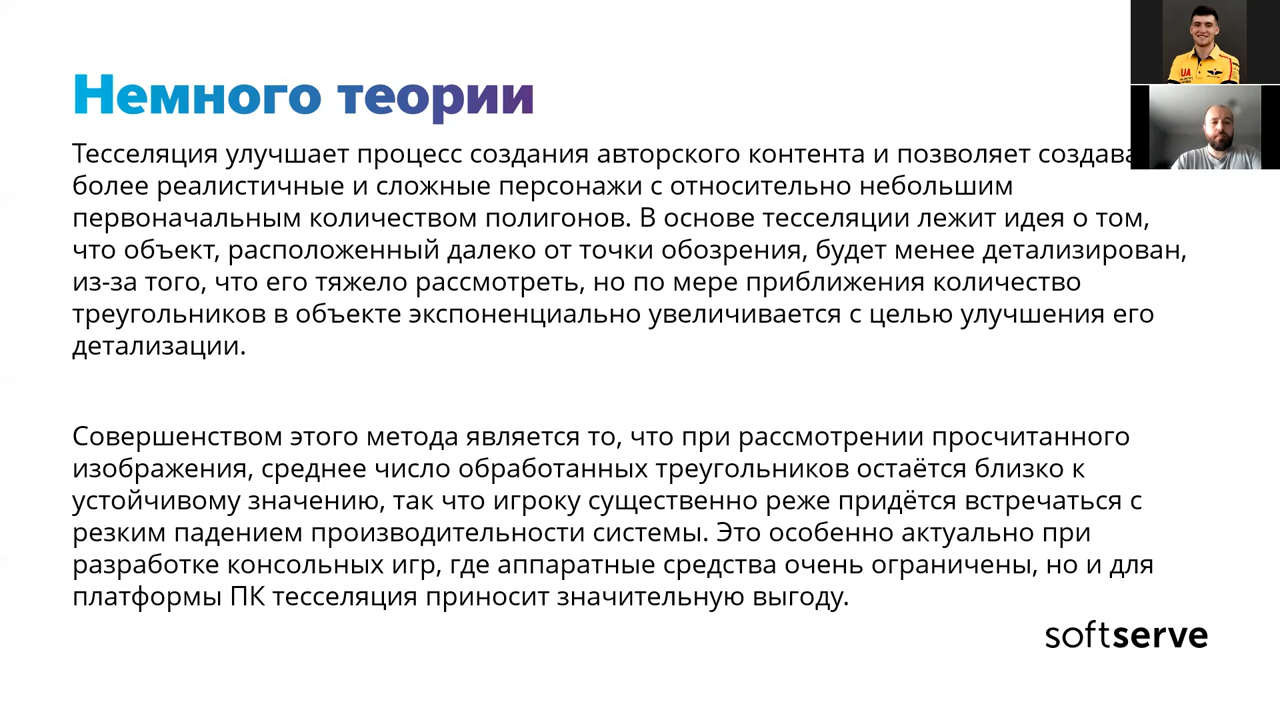 Немного теории
Тесселяция улучшает процесс создания авторского контента и позволяет
более реалистичные и сложные персонажи с относительно небольшим
первоначальным количеством полигонов. В основе тесселяции лежит идея о том,
что объект, расположенный далеко от точки обозрения, будет менее детализирован,
из-за того, что его тяжело рассмотреть, но по мере приближения количество
треугольников в объекте экспоненциально увеличивается с целью улучшения его
детализации.
Совершенством этого метода является то, что при рассмотрении просчитанного
изображения, среднее число обработанных треугольников остаётся близко к
устойчивому значению, так что игроку существенно реже придётся встречаться с
резким падением производительности системы. Это особенно актуально при
разработке консольных игр, где аппаратные средства очень ограничены, но и для
платформы ПК тесселяция приносит значительную выгоду.
softserve
UA